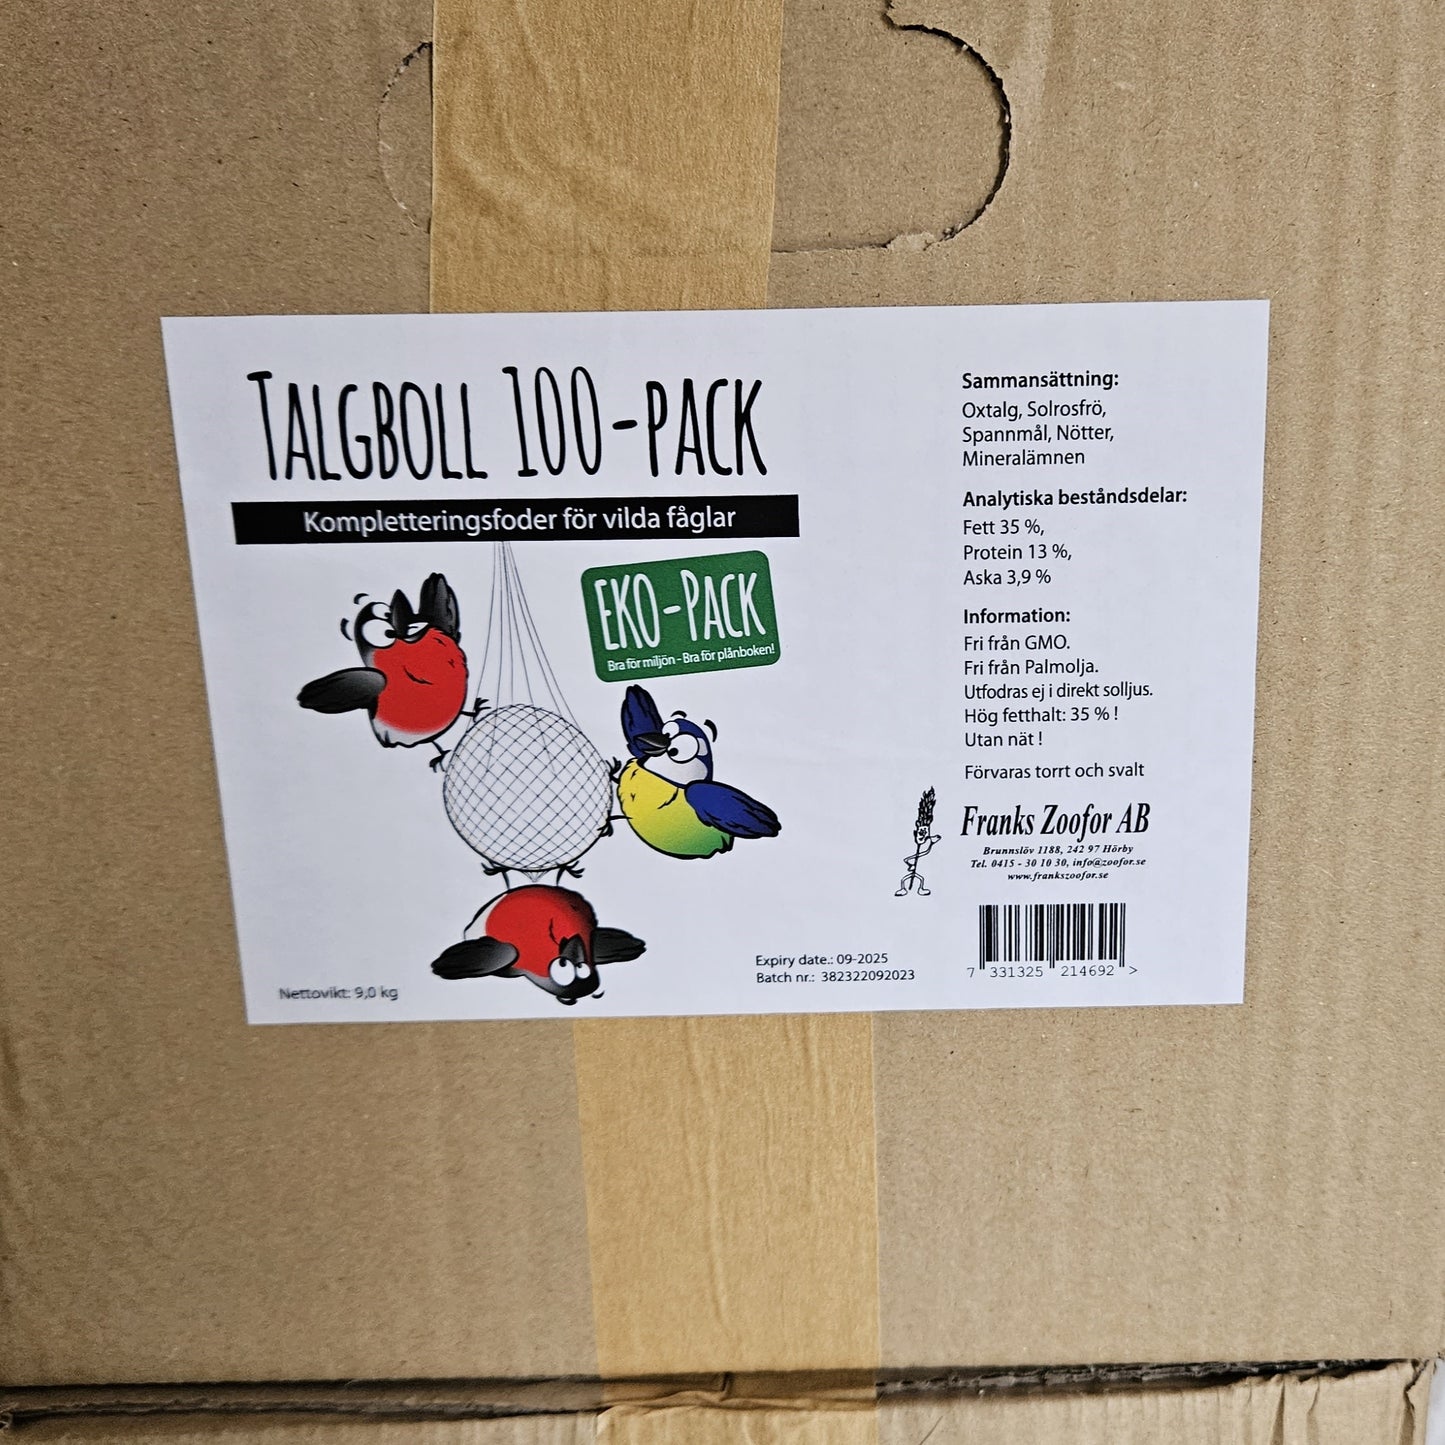 TALGBOLL 100-PACK
Kompletteringsfoder för vilda fåglar
EKO-PACK
Bra för miljön - Bra för plånboken!
Nettovikt: 9,0 kg
Expiry date.: 09-2025
Batch nr.: 382322092023
Sammansättning:
Oxtalg, Solrosfrö,
Spannmål, Nötter,
Mineralämnen
Analytiska beståndsdelar:
Fett 35 %,
Protein 13 %,
Aska 3,9 %
Information:
Fri från GMO.
Fri från Palmolja.
Utfodras ej i direkt solljus.
Hög fetthalt: 35 % !
Utan nät !
Förvaras torrt och svalt
Franks Zoofor AB
Brunnslöv 1188, 242 97 Hörby
Tel. 0415 - 30 10 30, info@zoofor.se
www.frankszoofor.se
7 331325 214692 >